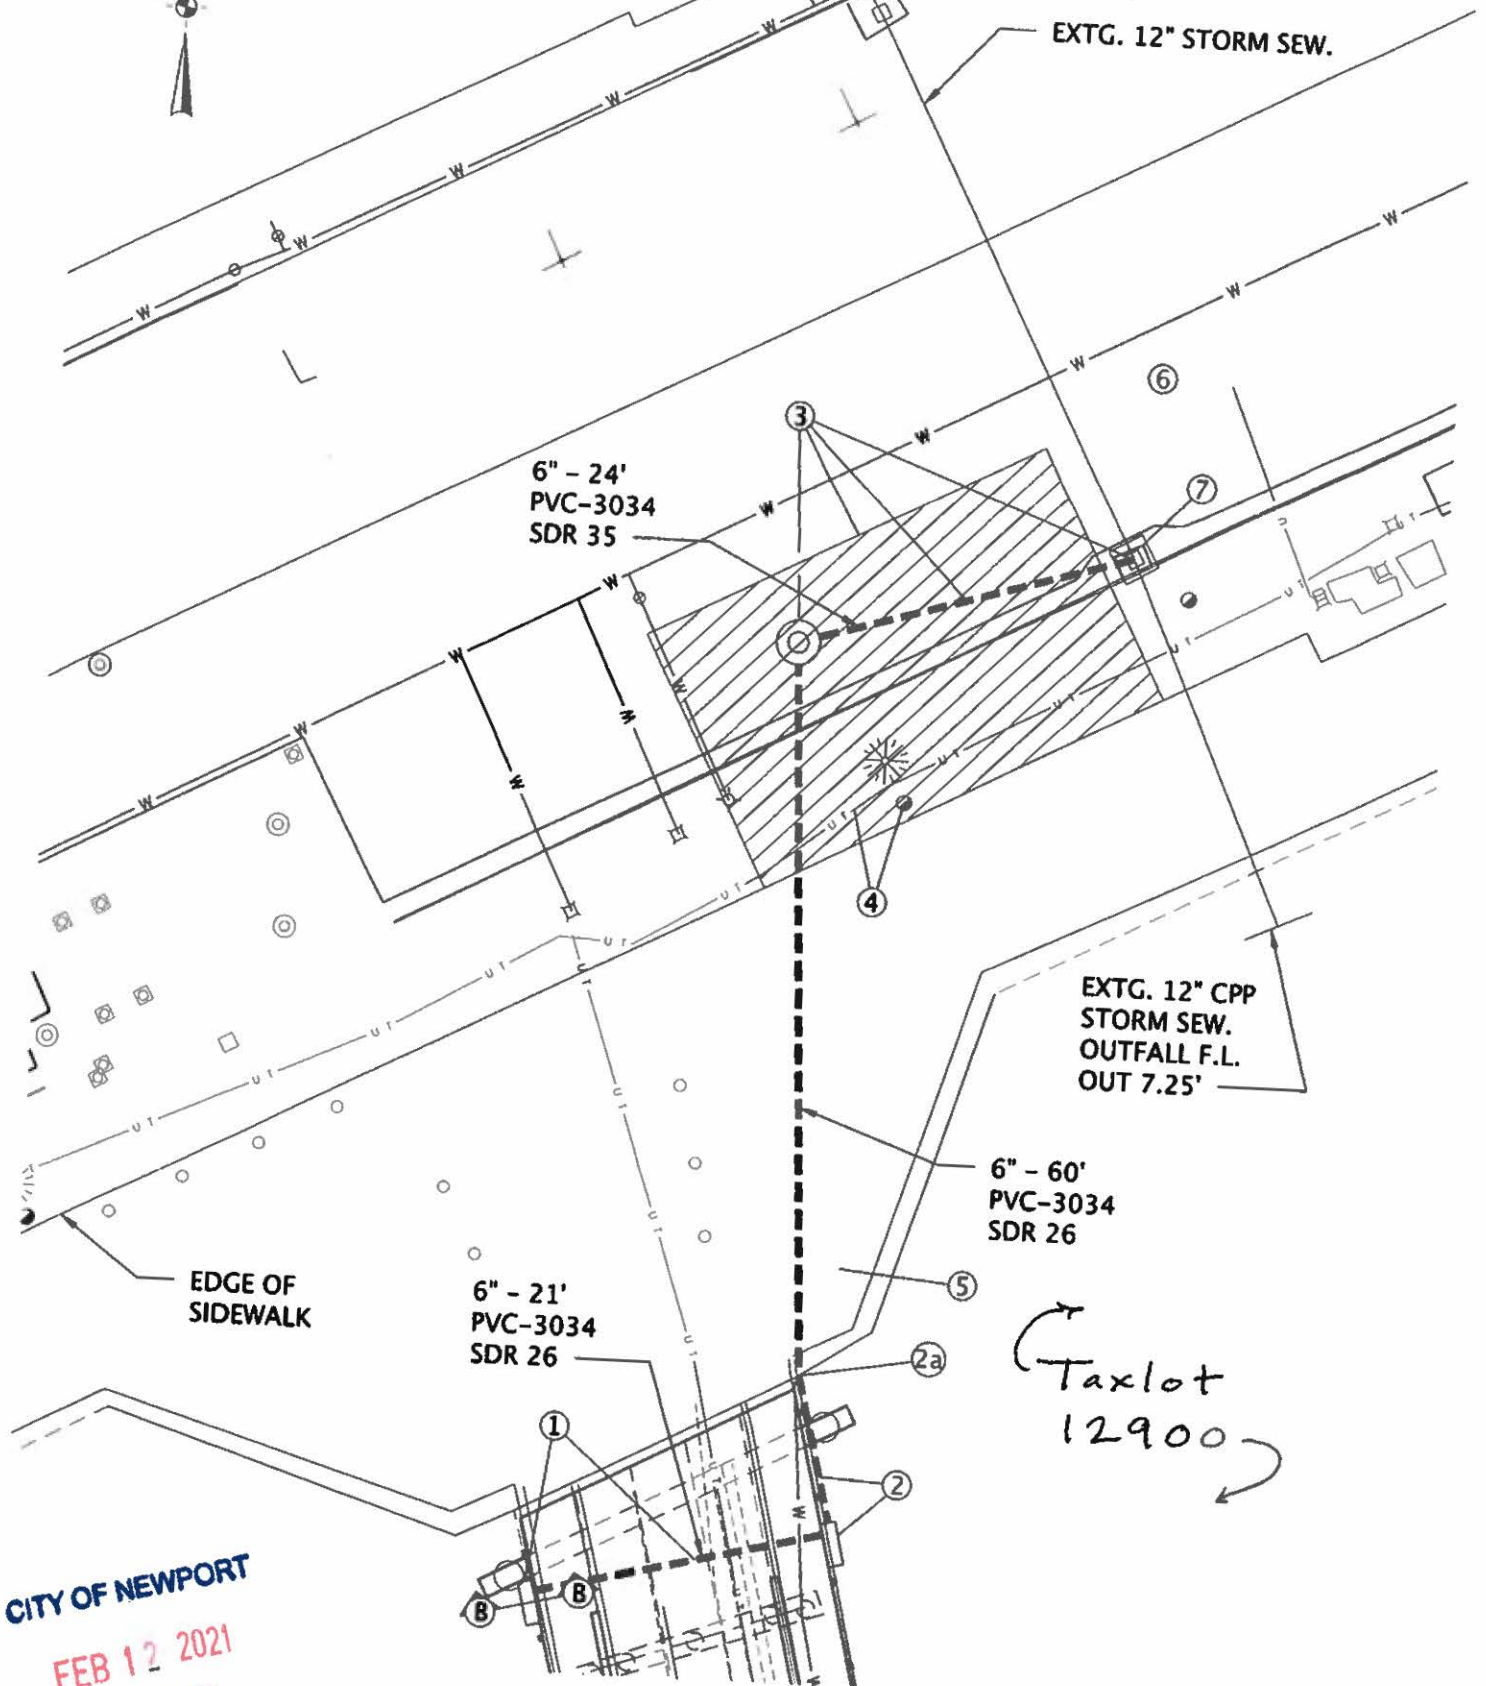 EXTG. 12" STORM SEW.
W
W
W
W
W
W
W
W
⑥
③
W
6" - 24'
PVC-3034
SDR 35
W
⑦
W
W
W
W
W
W
W
W
U T
U T
U T
U T
U T
④
U T
U T
U T
U T
U T
U T
U T
EXTG. 12" CPP
STORM SEW.
OUTFALL F.L.
OUT 7.25'
6" - 60'
PVC-3034
SDR 26
EDGE OF
SIDEWALK
6" - 21'
PVC-3034
SDR 26
⑤
2a
Taxlot
12900
①
②
W
B
B
CITY OF NEWPORT
FEB 12 2021